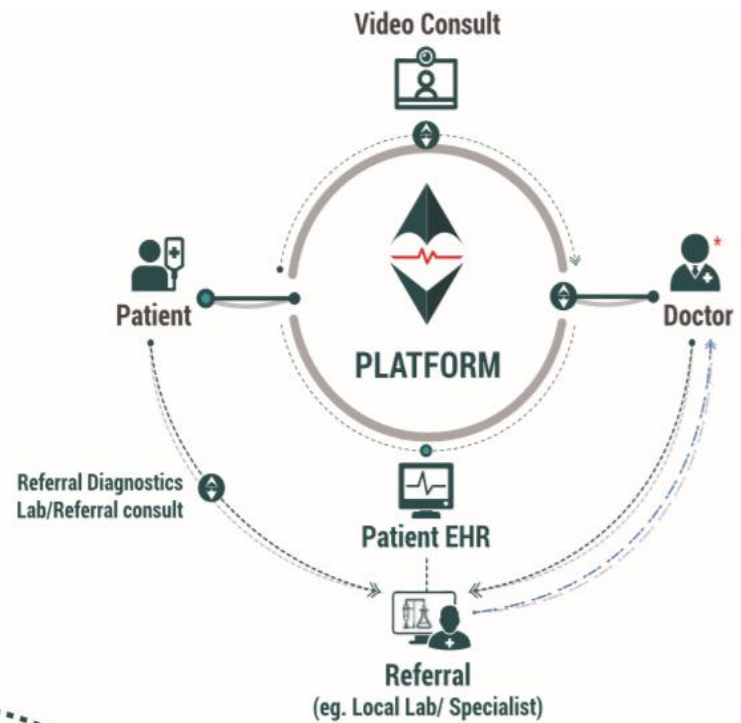 Video Consult
Patient
*
Doctor
PLATFORM
Referral Diagnostics
Lab/Referral consult
Patient EHR
Referral
(eg. Local Lab/ Specialist)